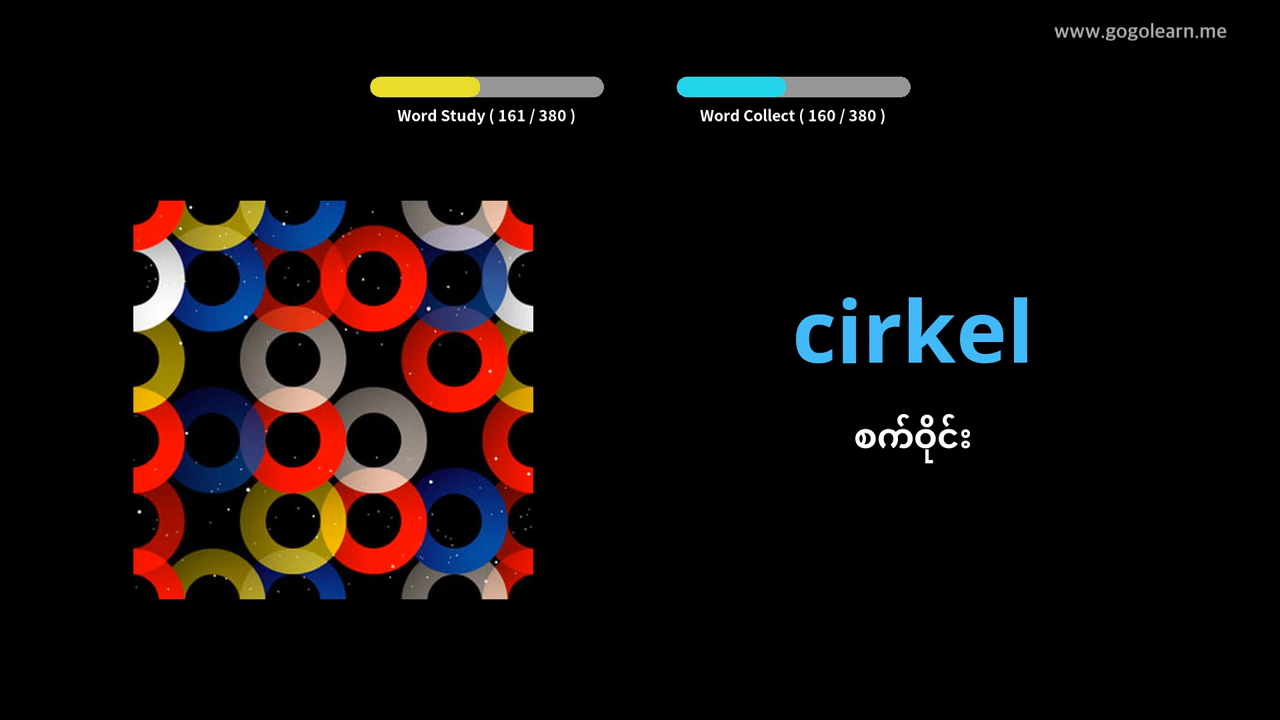 www.gogolearn.me
Word Study ( 161 / 380 )
Word Collect ( 160 / 380 )
cirkel
စက်ဝိုင်း